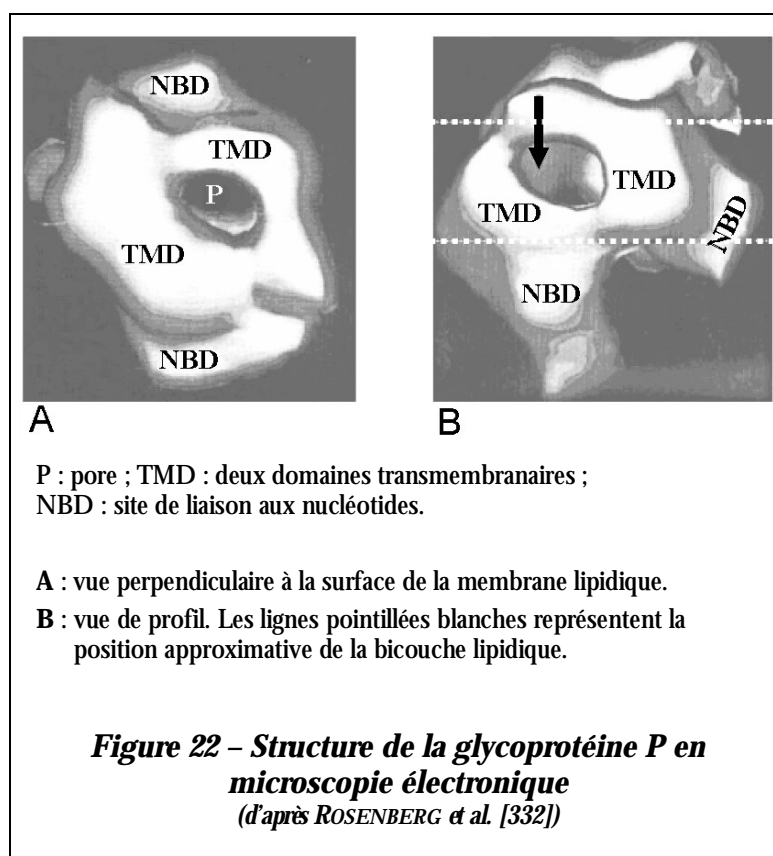 NBD
TMD
P
TMD
NBD
A
TMD
TMD
NBD
NBD
B
P : pore ; TMD : deux domaines transmembranaires ;
NBD : site de liaison aux nucléotides.
A : vue perpendiculaire à la surface de la membrane lipidique.
B : vue de profil. Les lignes pointillées blanches représentent la
position approximative de la bicouche lipidique.
Figure 22 – Structure de la glycoprotéine P en
microscopie électronique
(d'après ROSENBERG et al. [332])